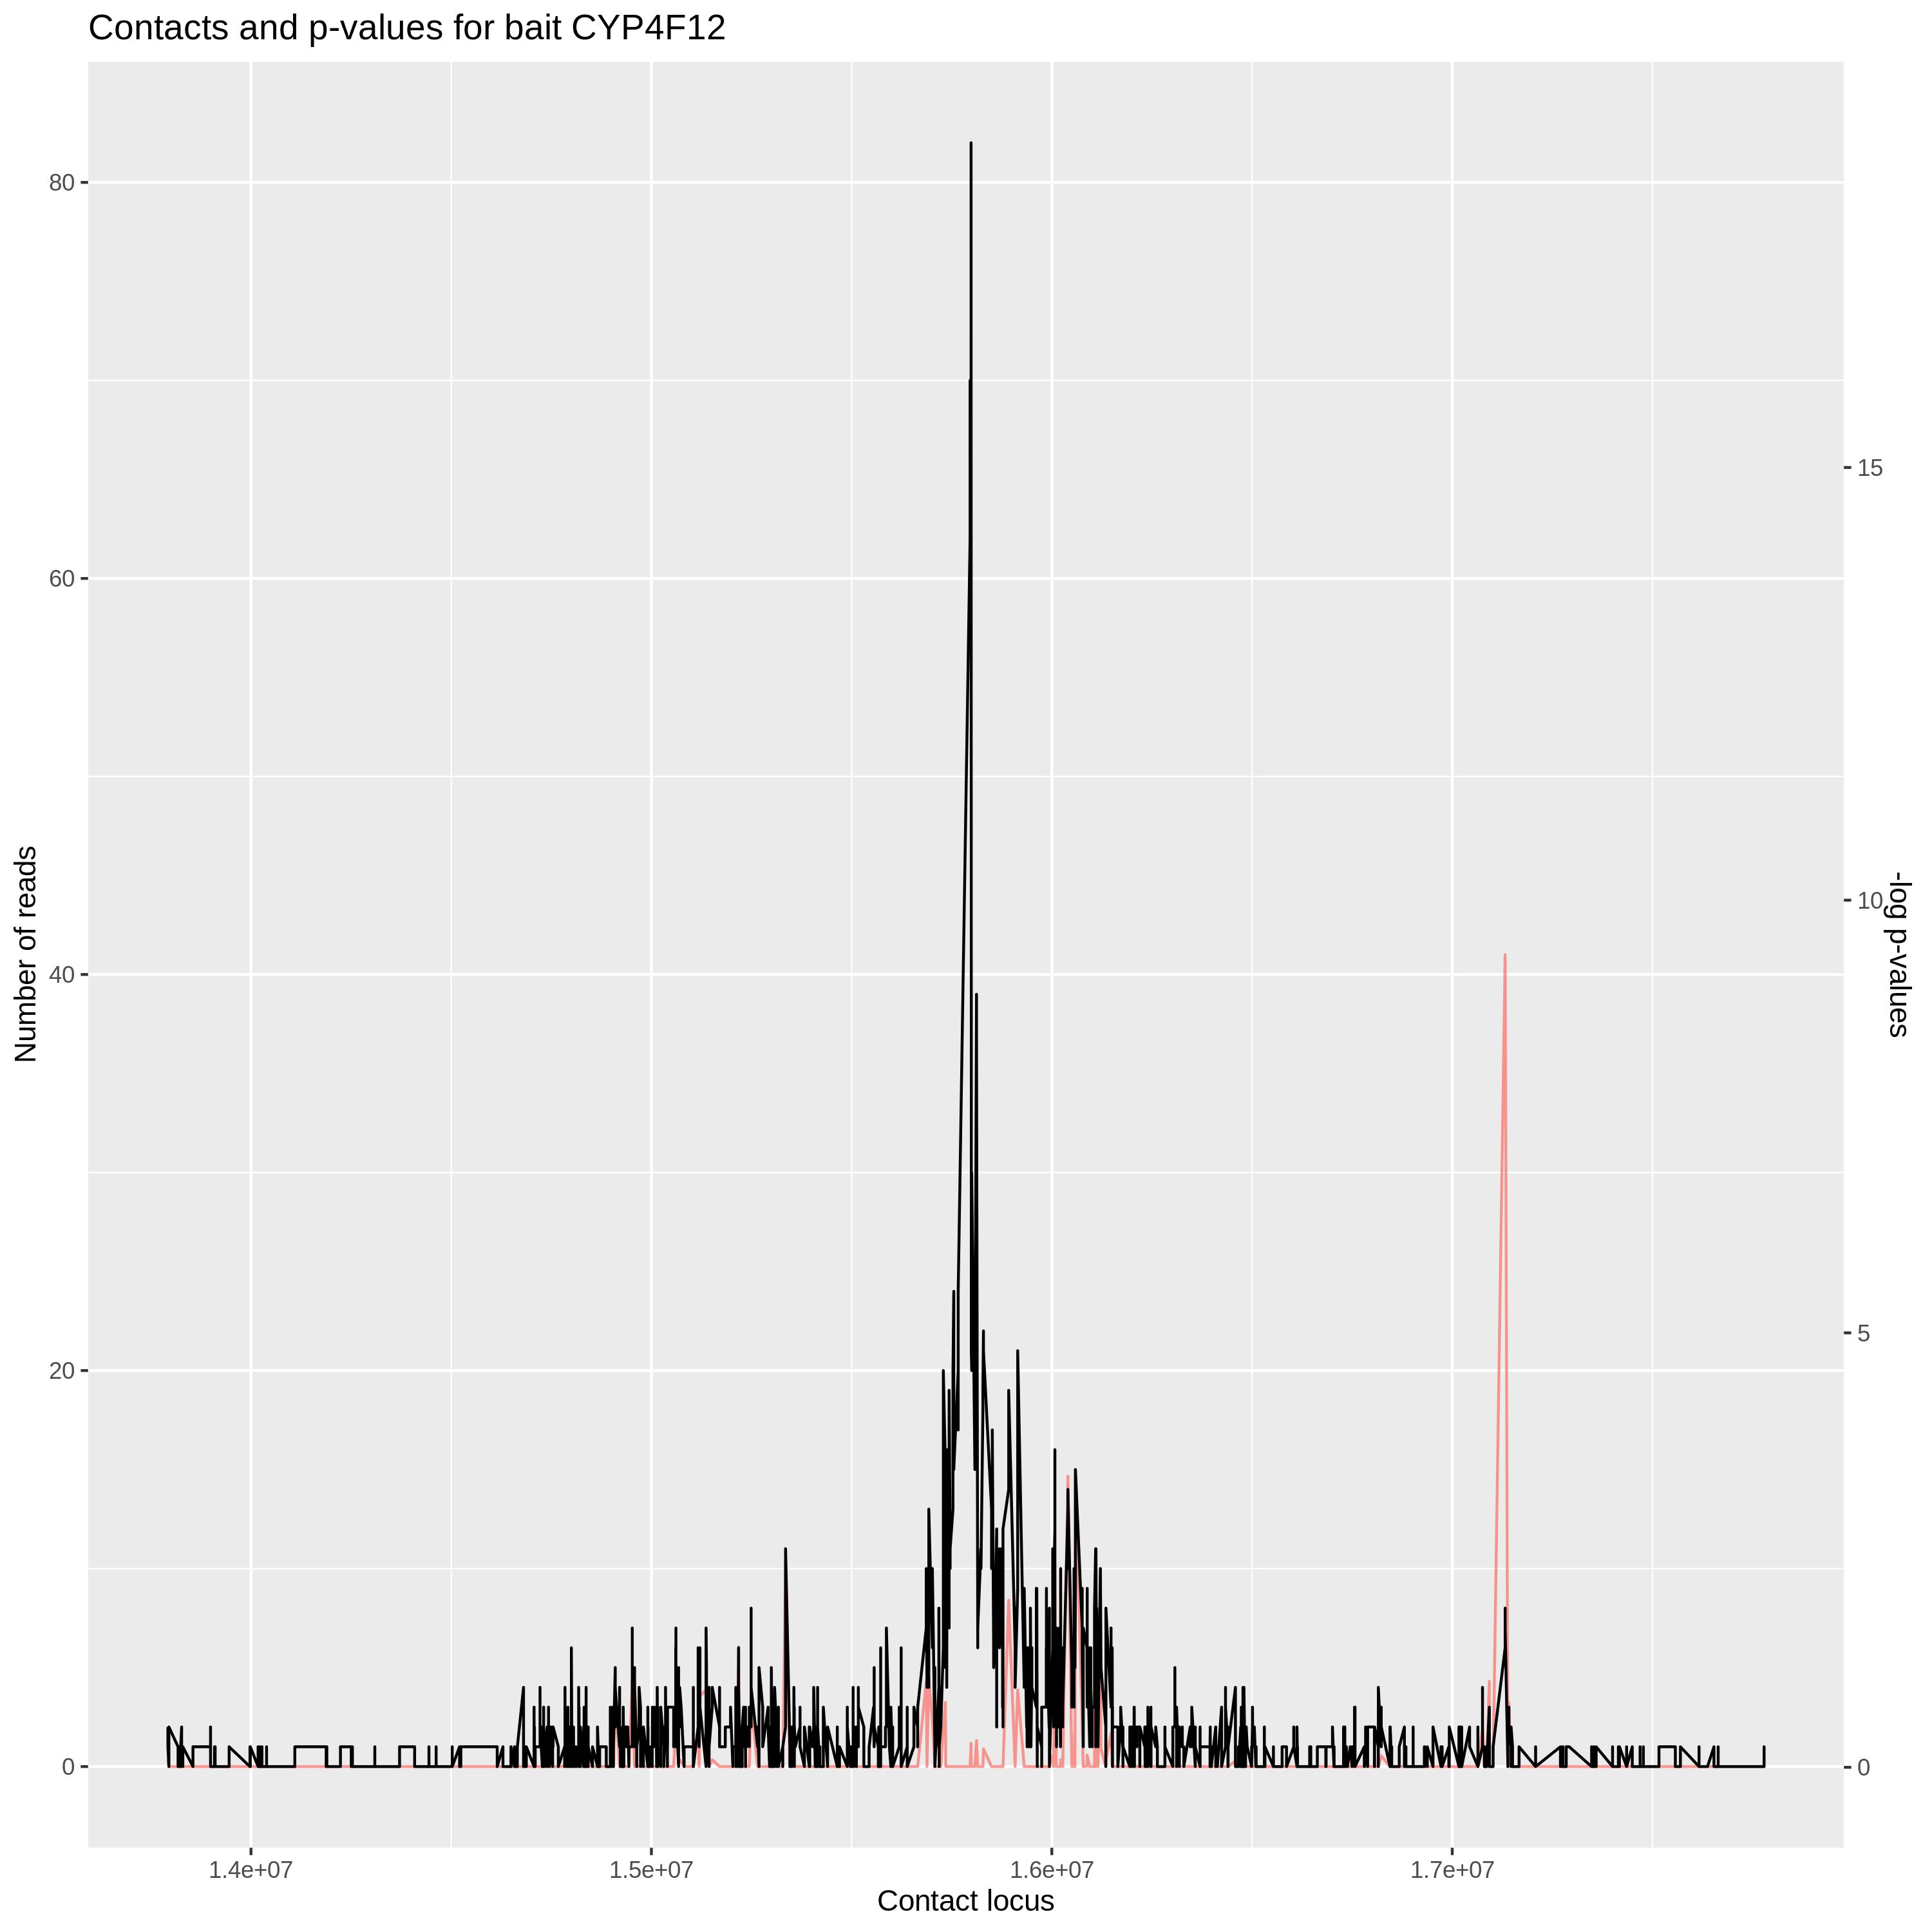 Contacts and p-values for bait CYP4F12
Number of reads
80
60
40
20
0
15
10
5
0
-log p-values
1.4e+07
1.5e+07
1.6e+07
1.7e+07
Contact locus